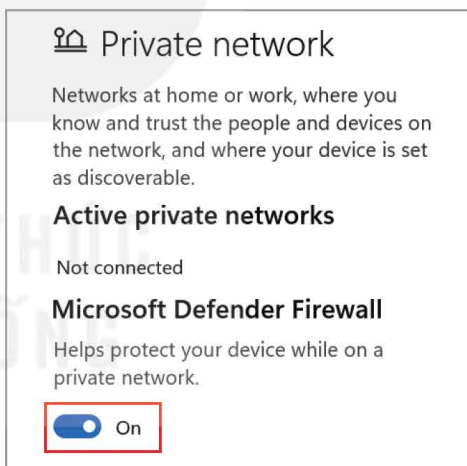 Private network
Networks at home or work, where you
know and trust the people and devices on
the network, and where your device is set
as discoverable.
Active private networks
Not connected
Microsoft Defender Firewall
Helps protect your device while on a
private network.
On